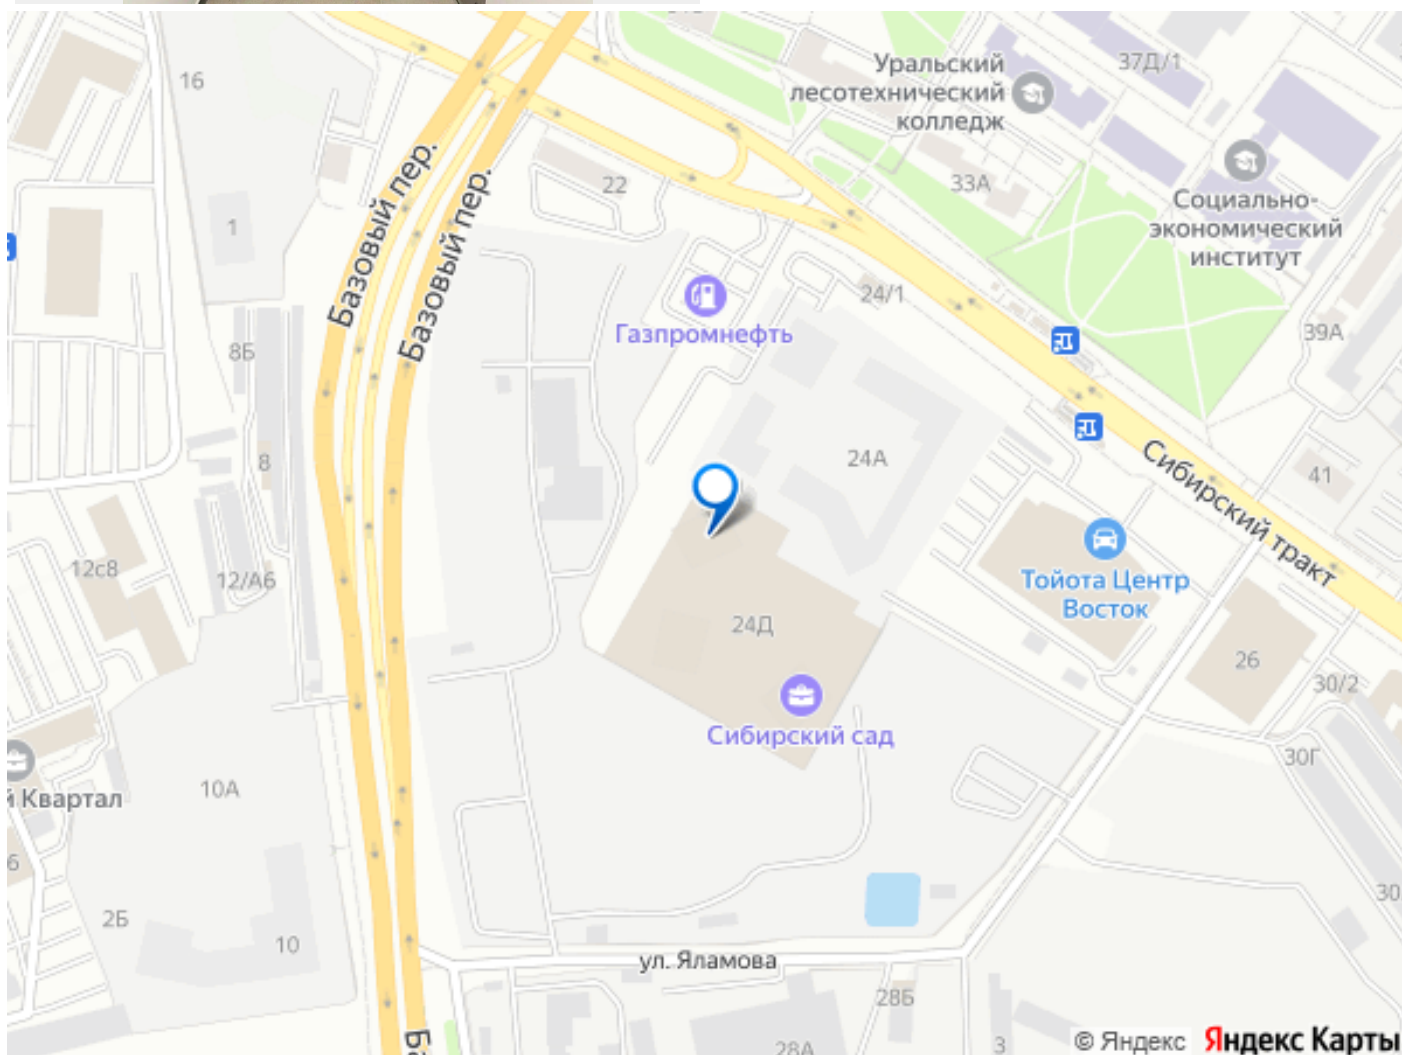 16
37Д/1
Уральский
лесотехнический
колледж
33А
22
Социально-
экономический
институт
Базовый пер.
Базовый пер.
1
24/1
Газпромнефть
39А
8Б
8
24А
41
Сибирский тракт
12с8
12/А6
Тойота Центр
Восток
24Д
26
30/2
Сибирский сад
30Г
й Квартал
10А
6
30
2Б
10
ул. Яламова
28Б
Ба
28А
3
© Яндекс Яндекс Карты